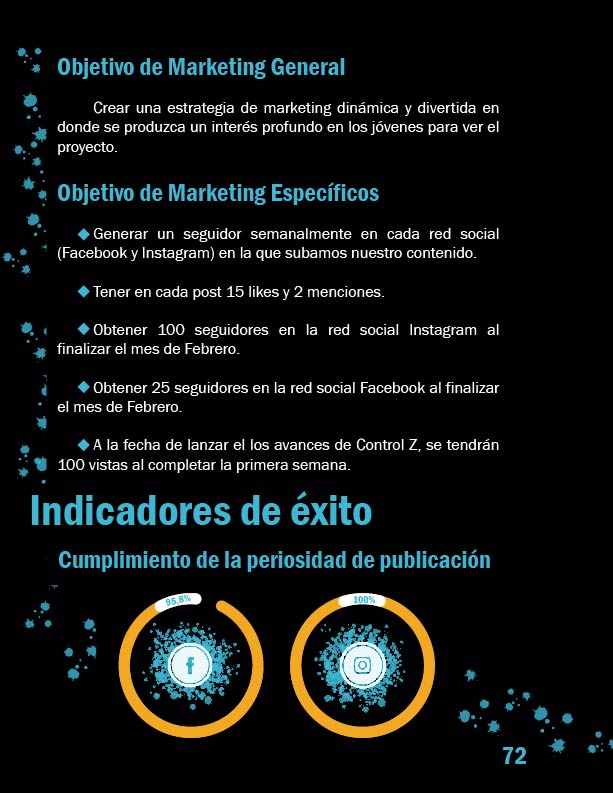 Objetivo de Marketing General
Crear una estrategia de marketing dinámica y divertida en
donde se produzca un interés profundo en los jóvenes para ver el
proyecto.
Objetivo de Marketing Específicos
Generar un seguidor semanalmente en cada red social
(Facebook y Instagram) en la que subamos nuestro contenido.
Tener en cada post 15 likes y 2 menciones.
Obtener 100 seguidores en la red social Instagram al
finalizar el mes de Febrero.
Obtener 25 seguidores en la red social Facebook al finalizar
el mes de Febrero.
A la fecha de lanzar el los avances de Control Z, se tendrán
100 vistas al completar la primera semana.
Indicadores de éxito
Cumplimiento de la periosidad de publicación
95,8%
100%
72